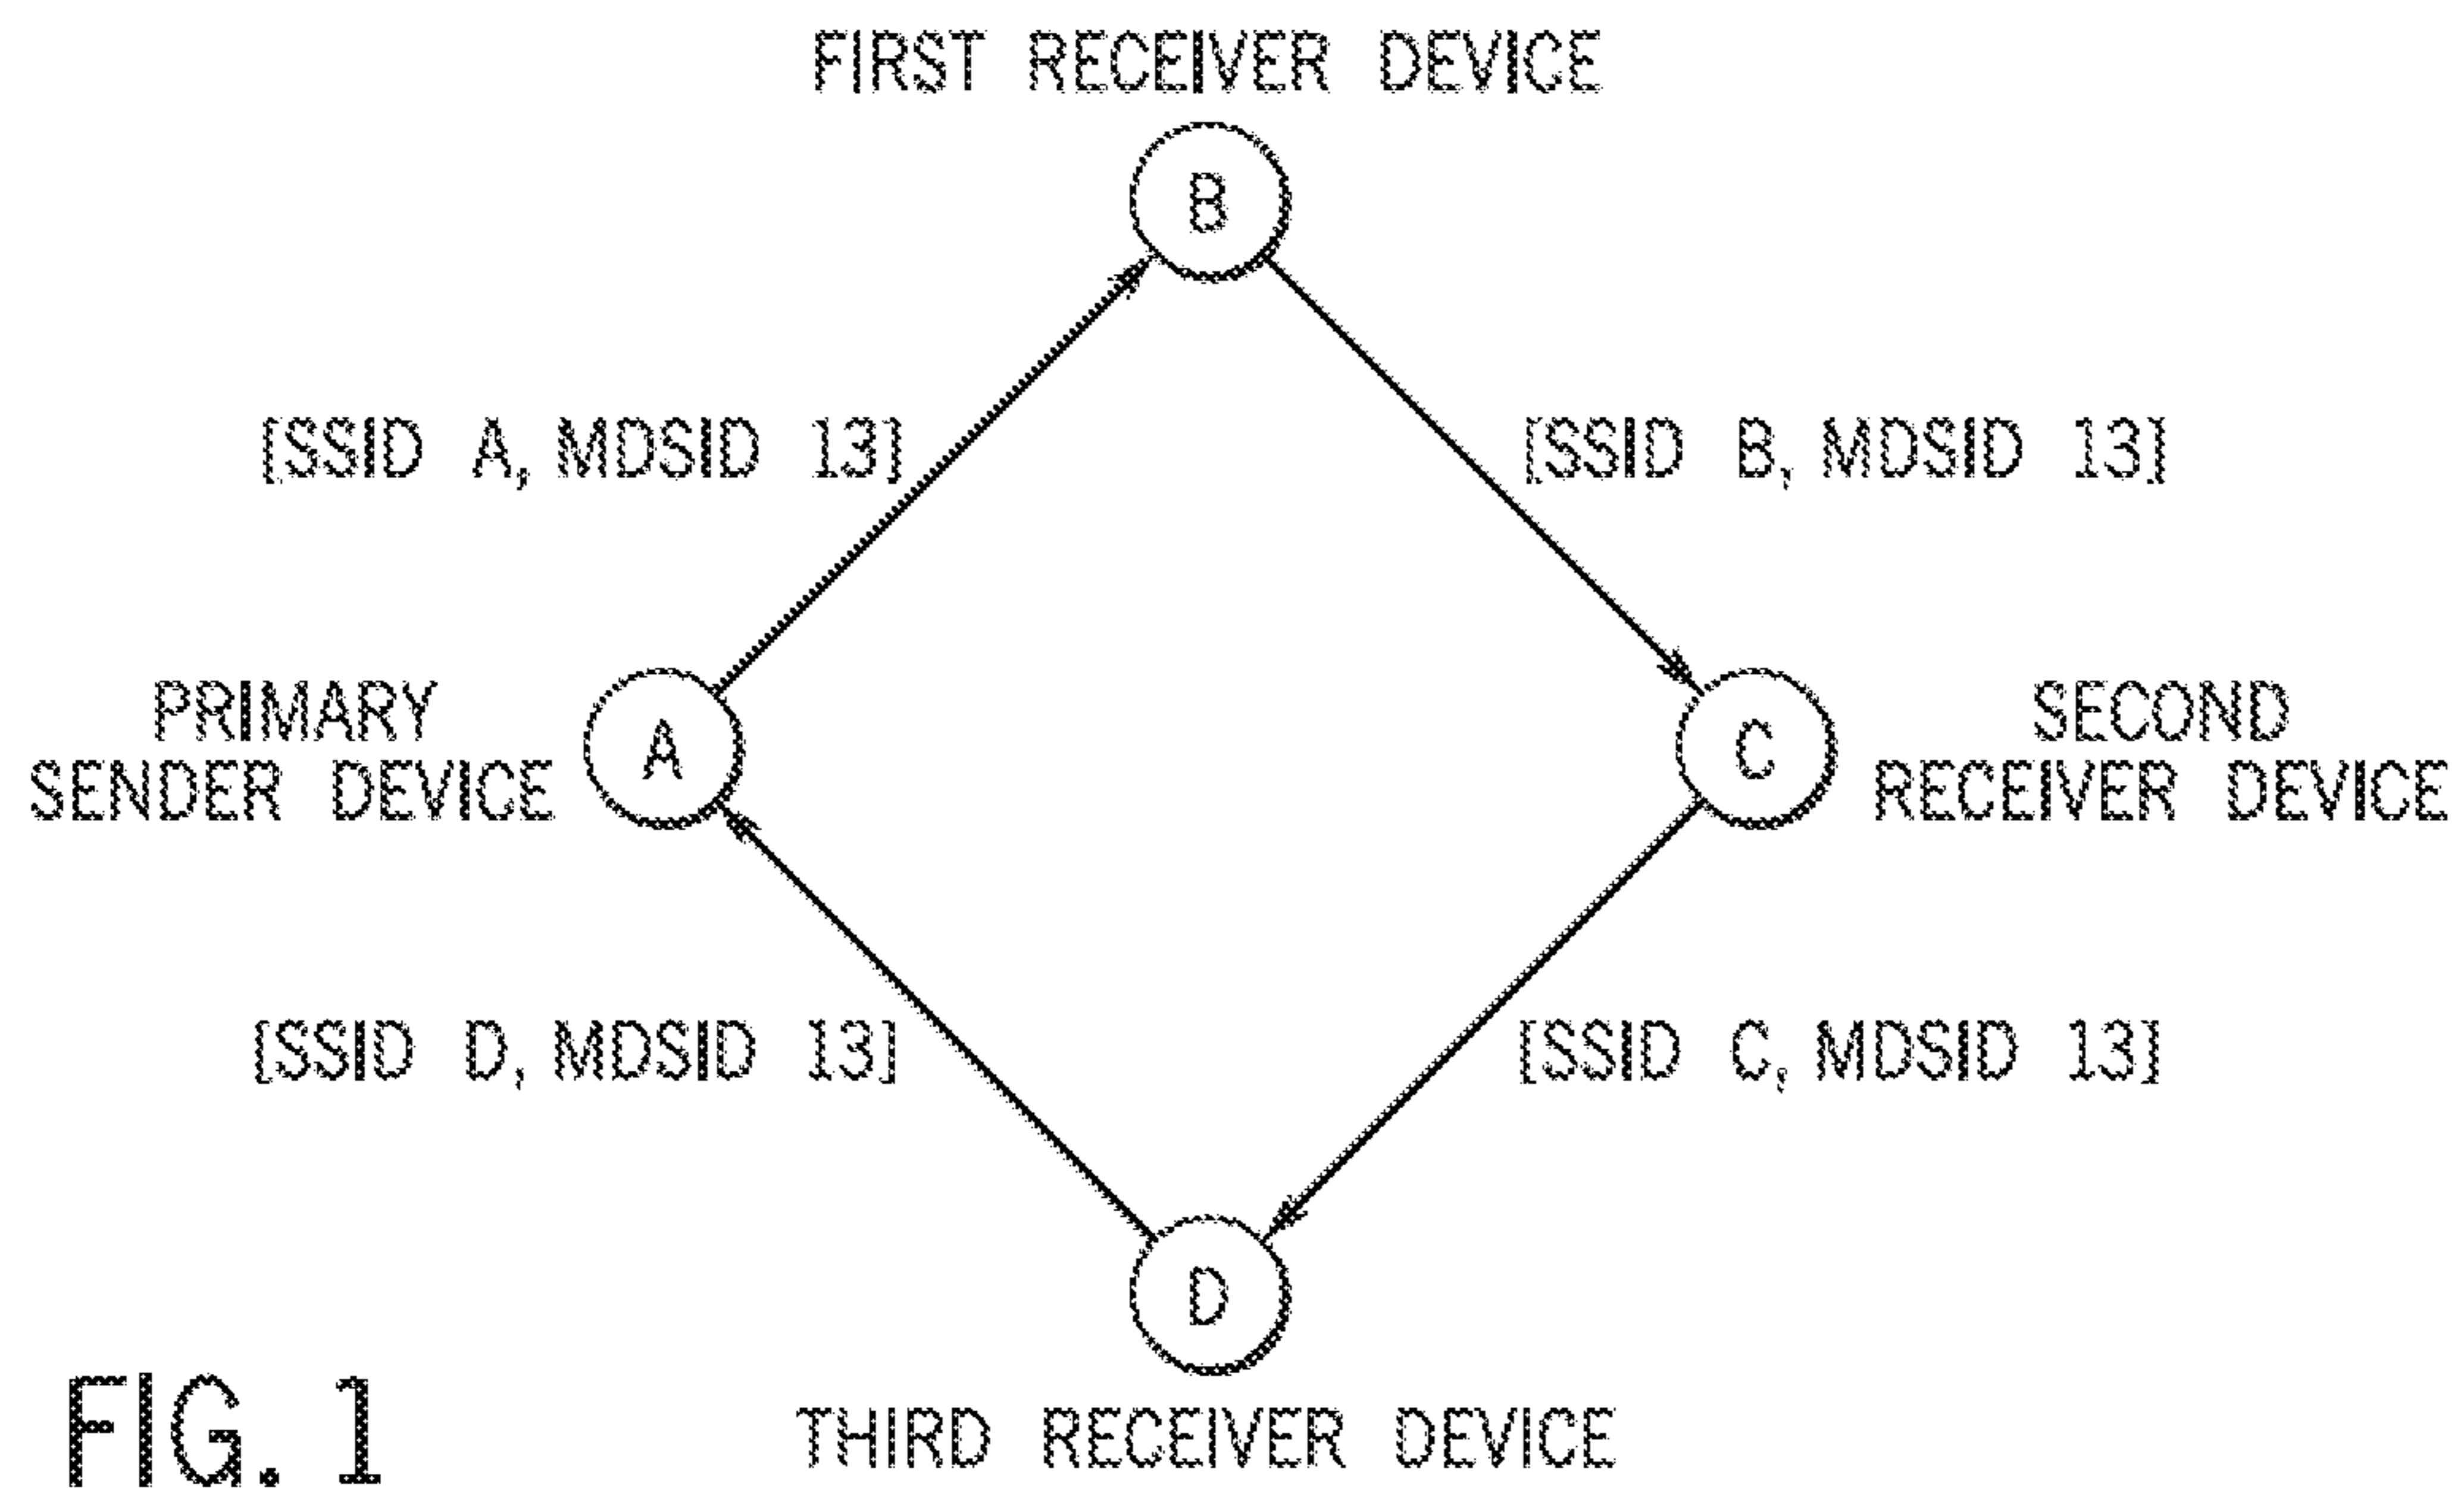 FIRST RECEIVER DEVICE
B
[SSID A, MDSID 13]
[SSID B, MDSID 13]
PRIMARY
SENDER DEVICE
A
C
SECOND
RECEIVER DEVICE
[SSID D, MDSID 13]
[SSID C, MDSID 13]
D
THIRD RECEIVER DEVICE
FIG. 1